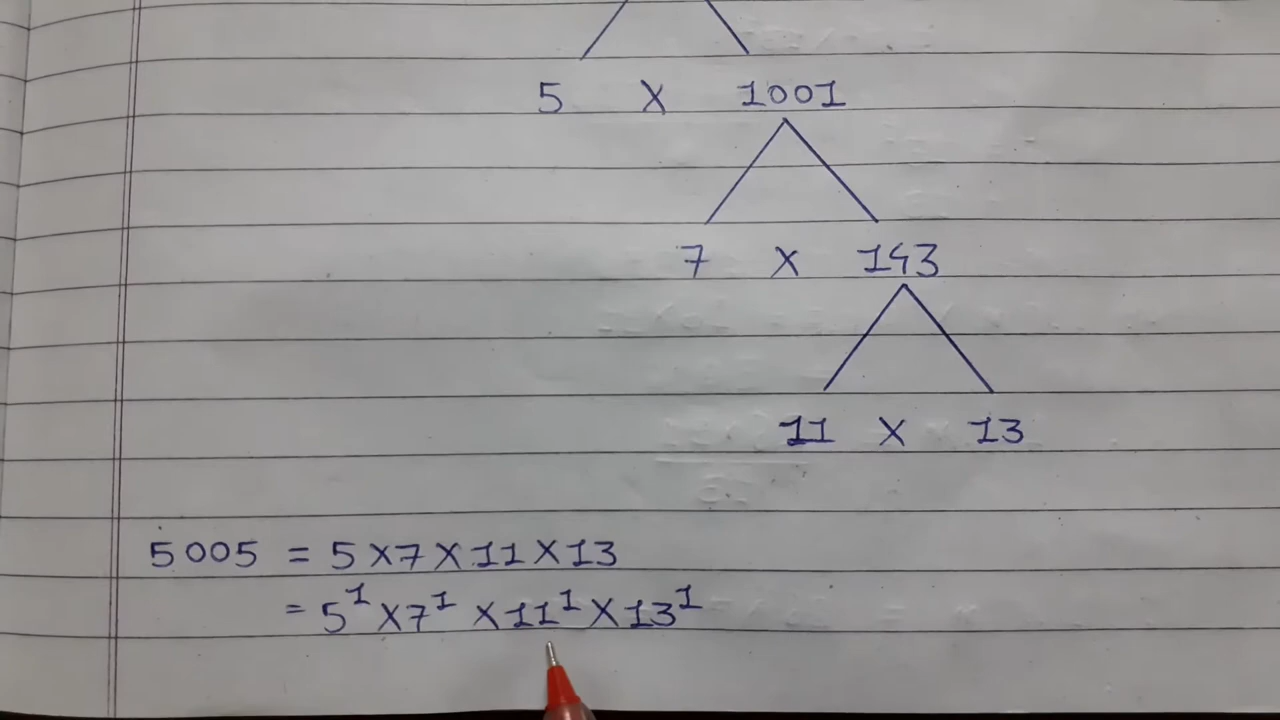 5 X 1001
7 X 143
11 X 13
5005 = 5 X 7 X 11 X 13
= 5¹ X 7¹ X 11¹ X 13¹